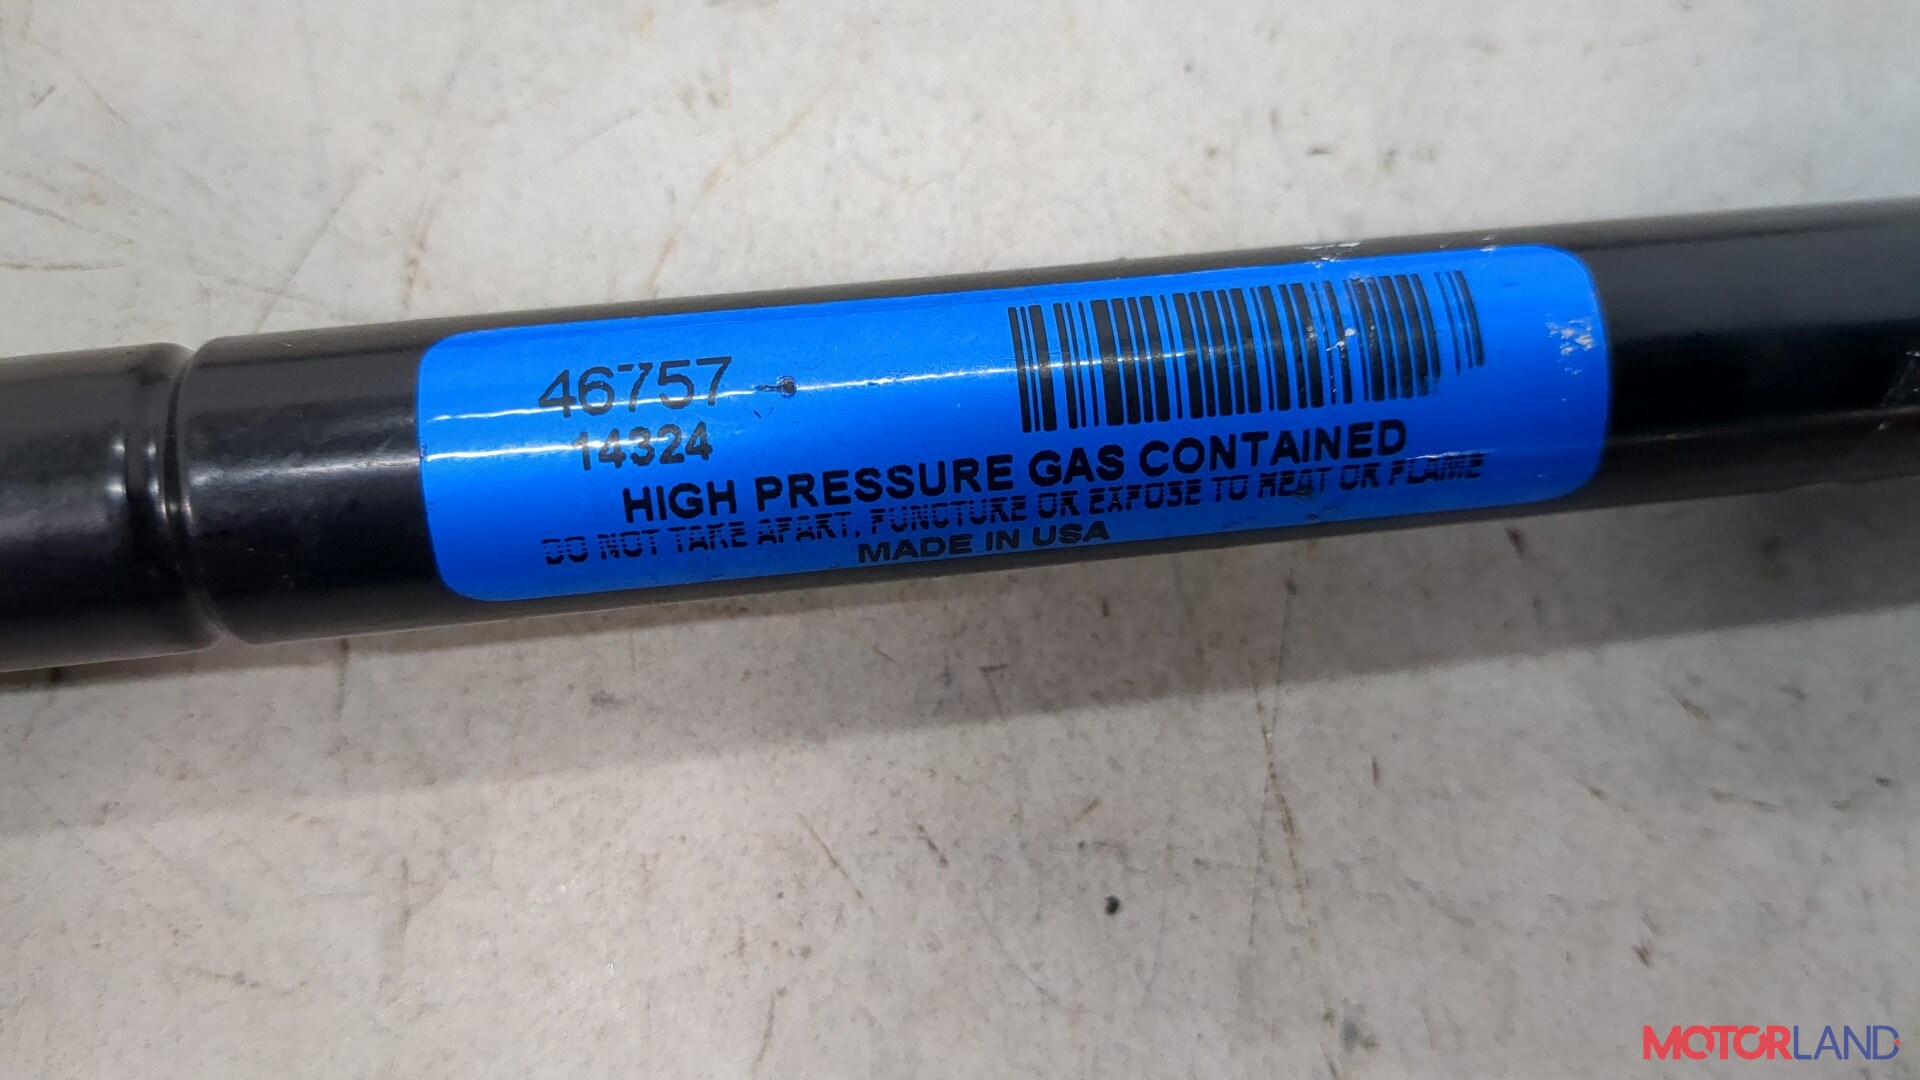 46757
14324
HIGH PRESSURE GAS CONTAINED
DO NOT TAKE APART, PUNCTURE OR EXPOSE TO HEAT OR FLAME
MADE IN USA
MOTORLAND